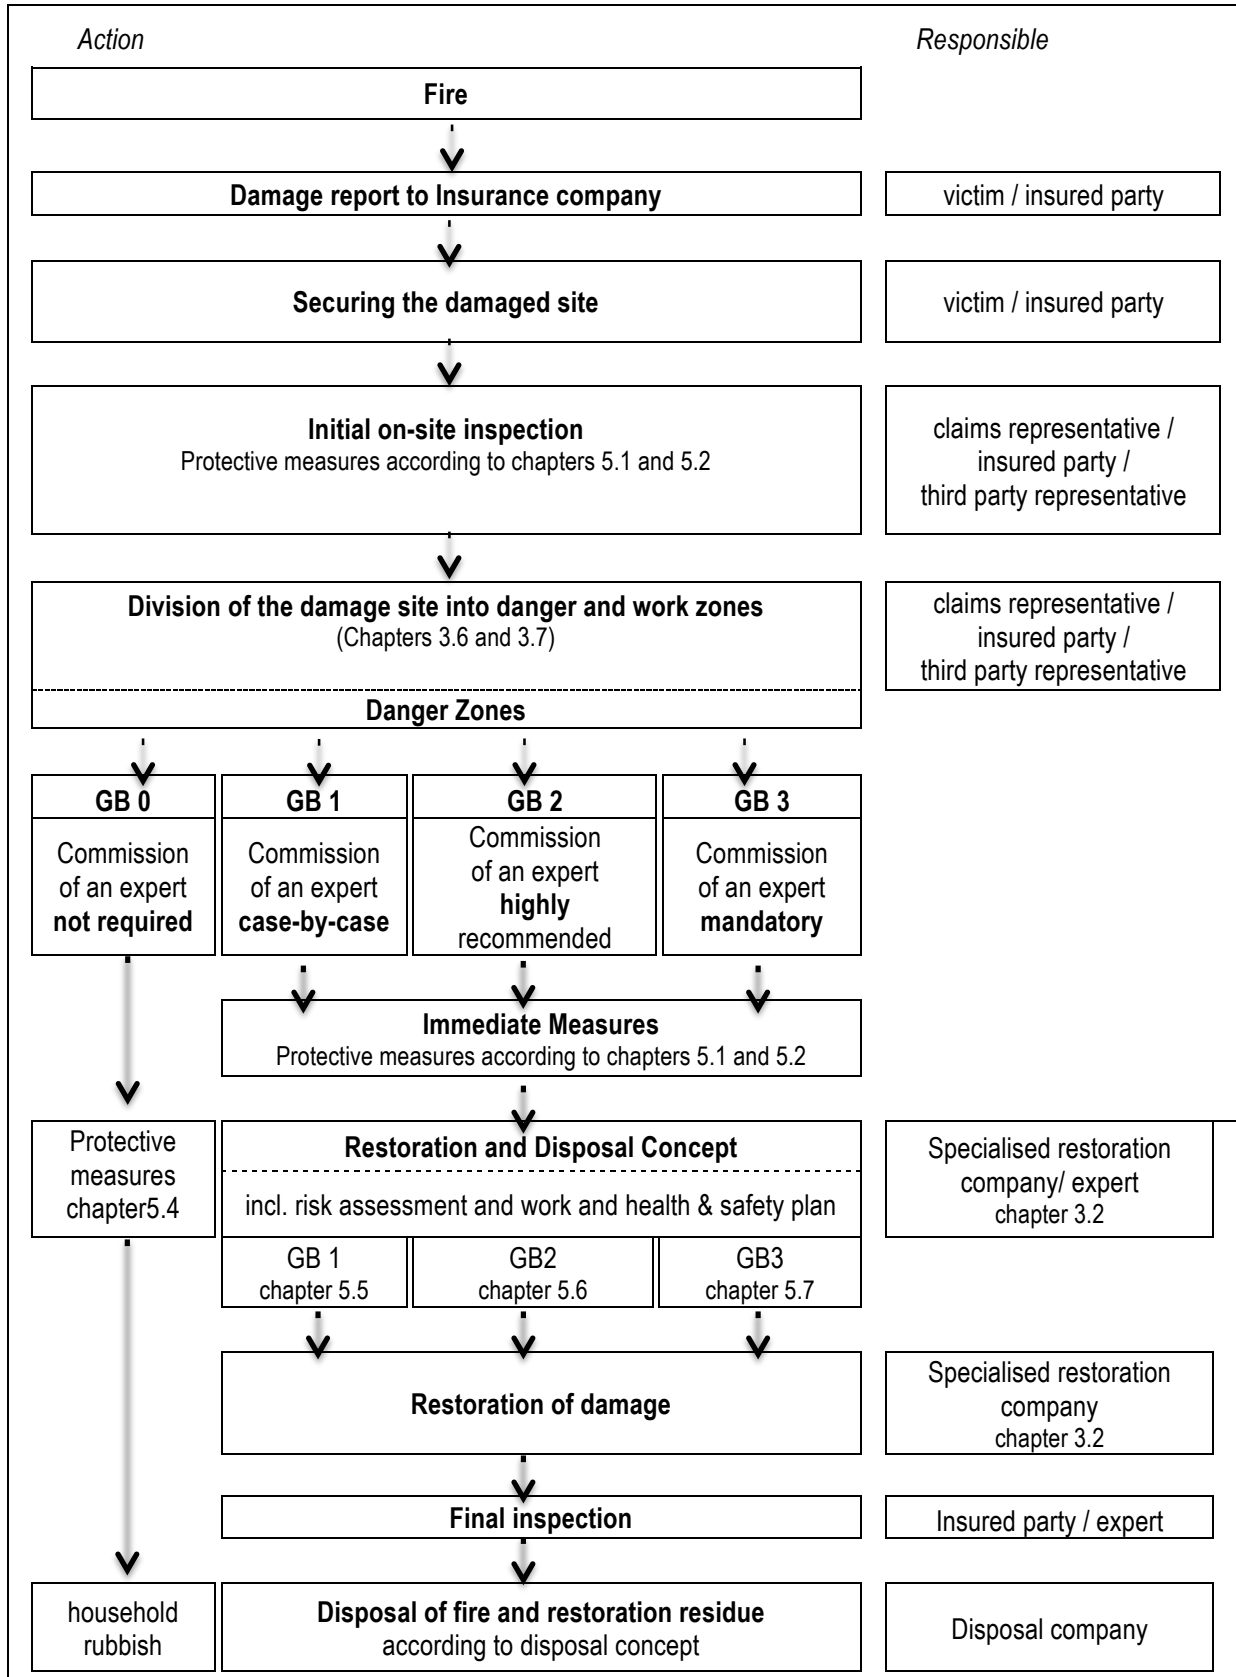 Action
Responsible
Fire
Damage report to Insurance company
victim / insured party
Securing the damaged site
victim / insured party
Initial on-site inspection
Protective measures according to chapters 5.1 and 5.2
claims representative /
insured party /
third party representative
Division of the damage site into danger and work zones
(Chapters 3.6 and 3.7)
claims representative /
insured party /
third party representative
Danger Zones
GB 0
Commission
of an expert
not required
GB 1
Commission
of an expert
case-by-case
GB 2
Commission
of an expert
highly
recommended
GB 3
Commission
of an expert
mandatory
Immediate Measures
Protective measures according to chapters 5.1 and 5.2
Protective
measures
chapter5.4
Restoration and Disposal Concept
incl. risk assessment and work and health & safety plan
Specialised restoration
company/ expert
chapter 3.2
GB 1
chapter 5.5
GB2
chapter 5.6
GB3
chapter 5.7
Restoration of damage
Specialised restoration
company
chapter 3.2
Final inspection
Insured party / expert
household
rubbish
Disposal of fire and restoration residue
according to disposal concept
Disposal company